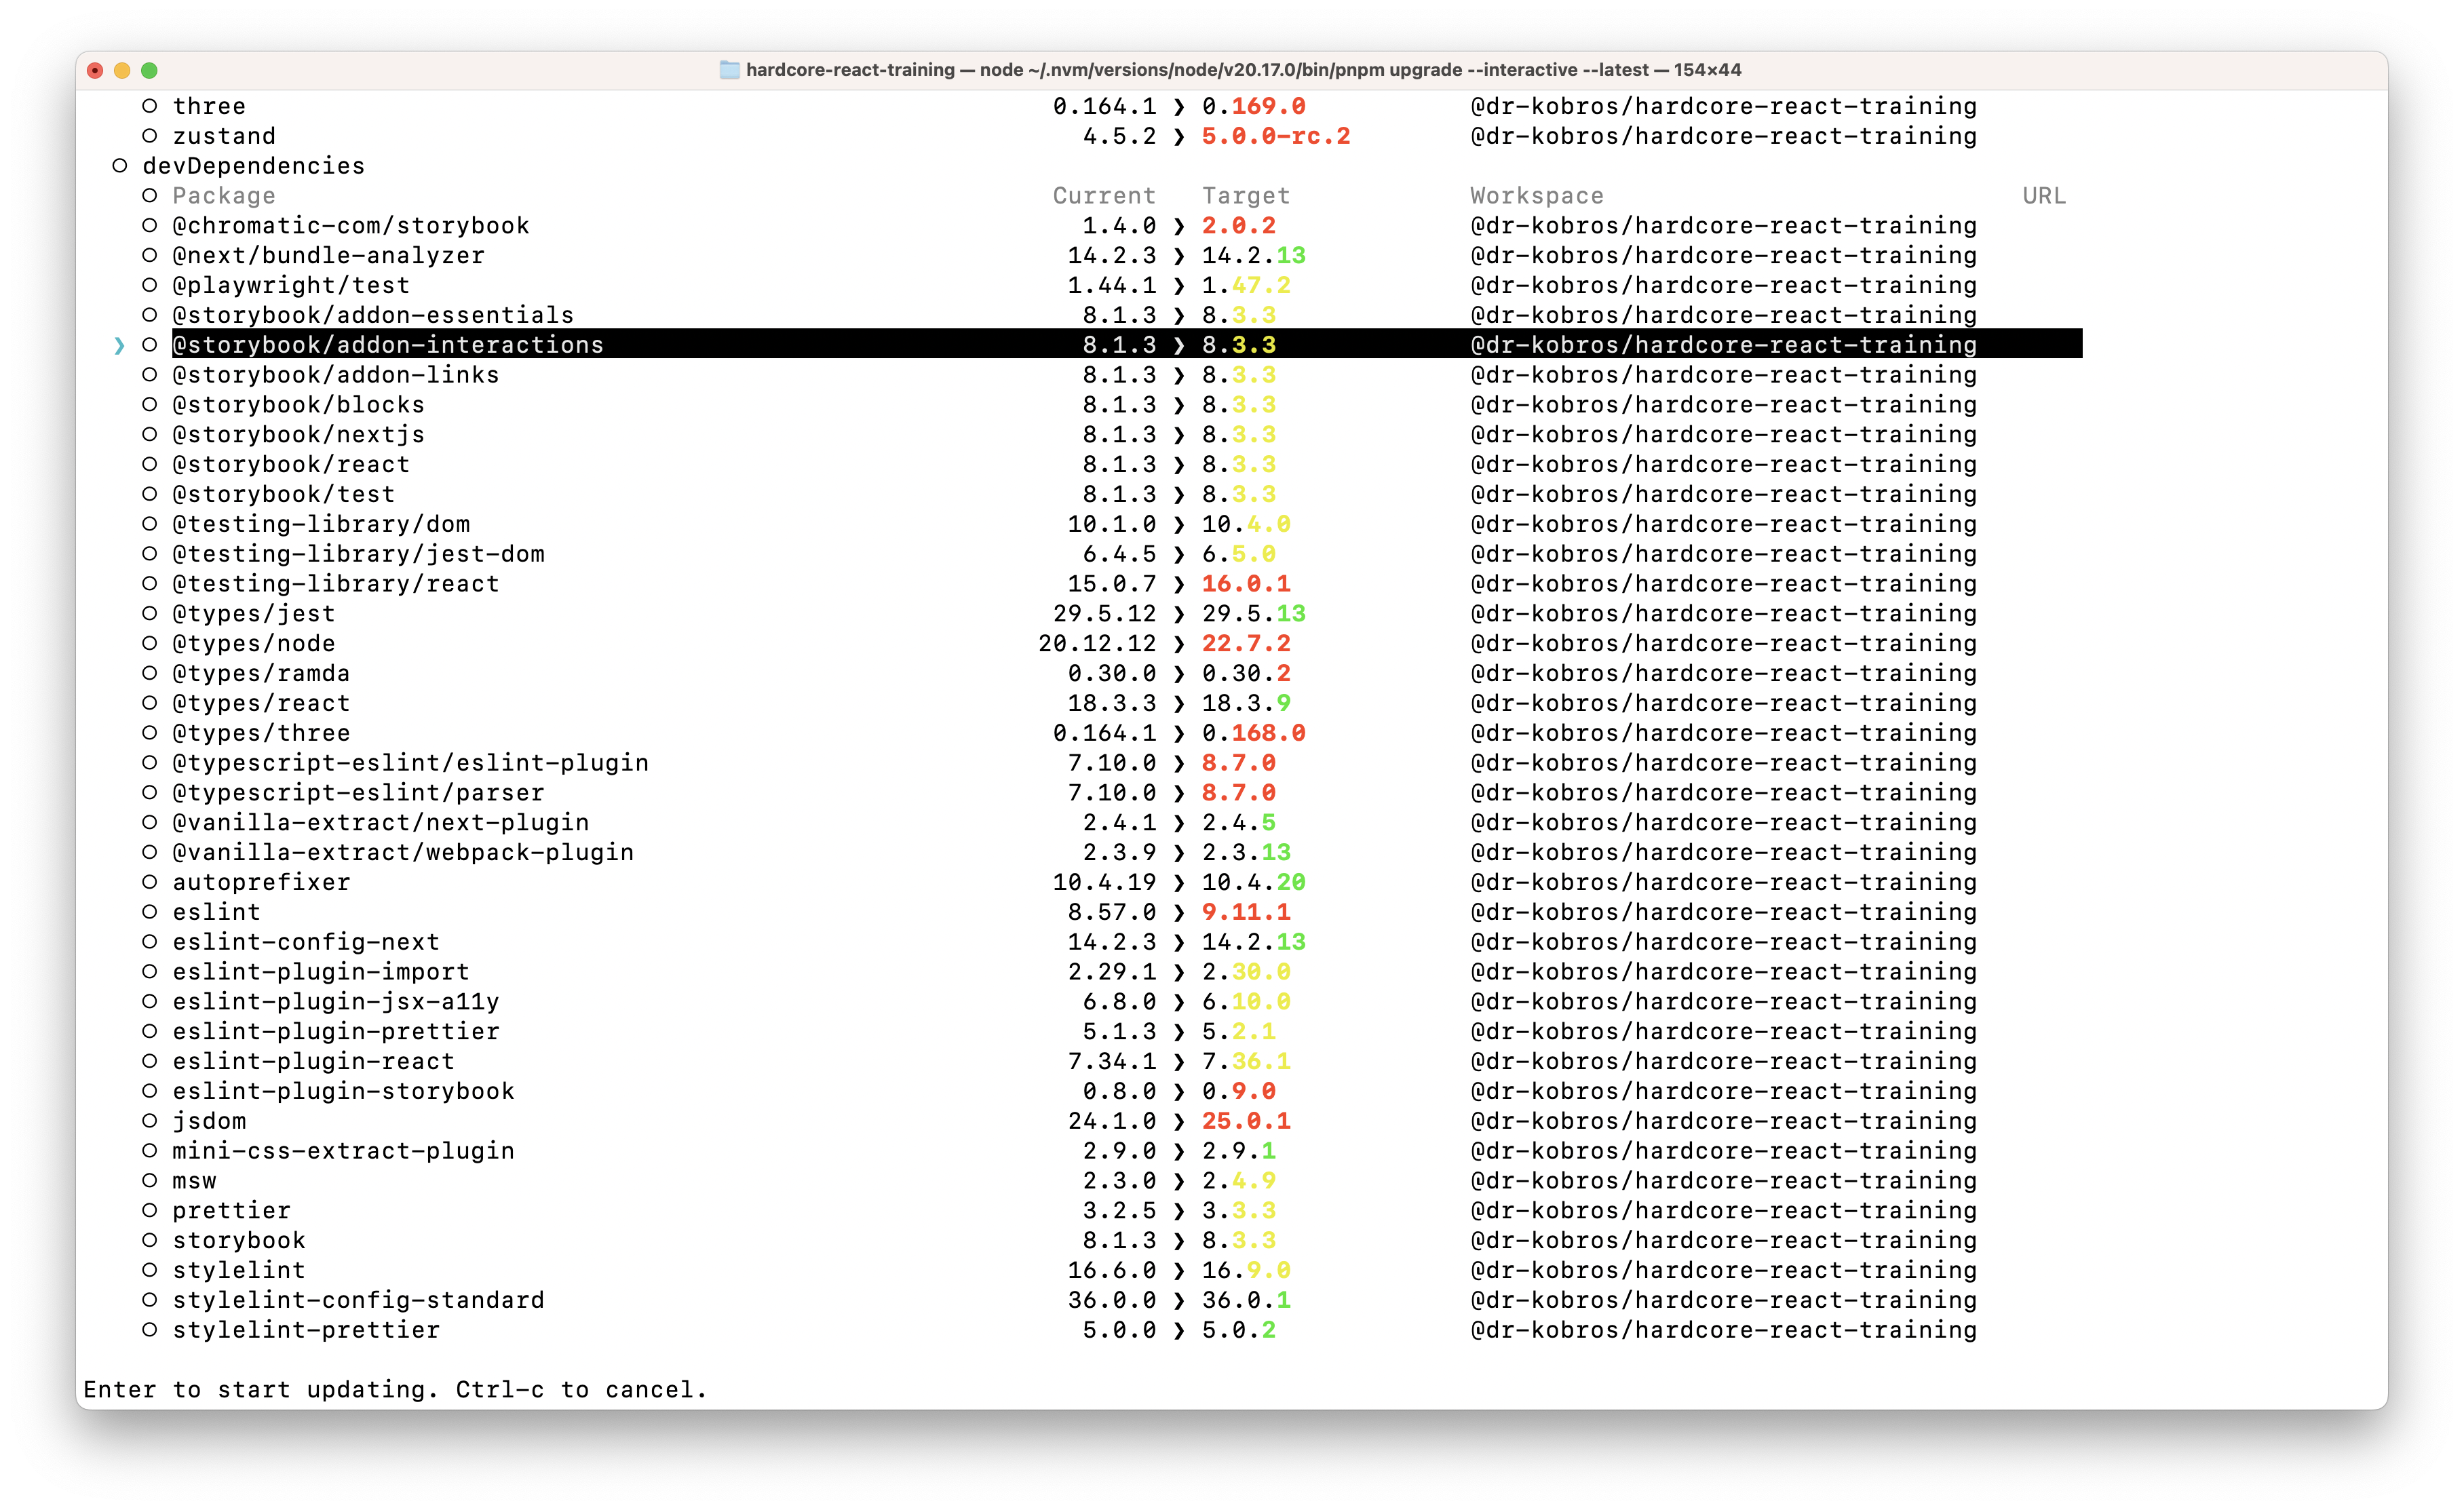 hardcore-react-training — node ~/.nvm/versions/node/v20.17.0/bin/pnpm upgrade --interactive --latest — 154×44
○ three 0.164.1 ❯ 0.169.0 @dr-kobros/hardcore-react-training
○ zustand 4.5.2 ❯ 5.0.0-rc.2 @dr-kobros/hardcore-react-training
○ devDependencies
○ Package Current Target Workspace URL
○ @chromatic-com/storybook 1.4.0 ❯ 2.0.2 @dr-kobros/hardcore-react-training
○ @next/bundle-analyzer 14.2.3 ❯ 14.2.13 @dr-kobros/hardcore-react-training
○ @playwright/test 1.44.1 ❯ 1.47.2 @dr-kobros/hardcore-react-training
○ @storybook/addon-essentials 8.1.3 ❯ 8.3.3 @dr-kobros/hardcore-react-training
❯ ○ @storybook/addon-interactions 8.1.3 ❯ 8.3.3 @dr-kobros/hardcore-react-training
○ @storybook/addon-links 8.1.3 ❯ 8.3.3 @dr-kobros/hardcore-react-training
○ @storybook/blocks 8.1.3 ❯ 8.3.3 @dr-kobros/hardcore-react-training
○ @storybook/nextjs 8.1.3 ❯ 8.3.3 @dr-kobros/hardcore-react-training
○ @storybook/react 8.1.3 ❯ 8.3.3 @dr-kobros/hardcore-react-training
○ @storybook/test 8.1.3 ❯ 8.3.3 @dr-kobros/hardcore-react-training
○ @testing-library/dom 10.1.0 ❯ 10.4.0 @dr-kobros/hardcore-react-training
○ @testing-library/jest-dom 6.4.5 ❯ 6.5.0 @dr-kobros/hardcore-react-training
○ @testing-library/react 15.0.7 ❯ 16.0.1 @dr-kobros/hardcore-react-training
○ @types/jest 29.5.12 ❯ 29.5.13 @dr-kobros/hardcore-react-training
○ @types/node 20.12.12 ❯ 22.7.2 @dr-kobros/hardcore-react-training
○ @types/ramda 0.30.0 ❯ 0.30.2 @dr-kobros/hardcore-react-training
○ @types/react 18.3.3 ❯ 18.3.9 @dr-kobros/hardcore-react-training
○ @types/three 0.164.1 ❯ 0.168.0 @dr-kobros/hardcore-react-training
○ @typescript-eslint/eslint-plugin 7.10.0 ❯ 8.7.0 @dr-kobros/hardcore-react-training
○ @typescript-eslint/parser 7.10.0 ❯ 8.7.0 @dr-kobros/hardcore-react-training
○ @vanilla-extract/next-plugin 2.4.1 ❯ 2.4.5 @dr-kobros/hardcore-react-training
○ @vanilla-extract/webpack-plugin 2.3.9 ❯ 2.3.13 @dr-kobros/hardcore-react-training
○ autoprefixer 10.4.19 ❯ 10.4.20 @dr-kobros/hardcore-react-training
○ eslint 8.57.0 ❯ 9.11.1 @dr-kobros/hardcore-react-training
○ eslint-config-next 14.2.3 ❯ 14.2.13 @dr-kobros/hardcore-react-training
○ eslint-plugin-import 2.29.1 ❯ 2.30.0 @dr-kobros/hardcore-react-training
○ eslint-plugin-jsx-a11y 6.8.0 ❯ 6.10.0 @dr-kobros/hardcore-react-training
○ eslint-plugin-prettier 5.1.3 ❯ 5.2.1 @dr-kobros/hardcore-react-training
○ eslint-plugin-react 7.34.1 ❯ 7.36.1 @dr-kobros/hardcore-react-training
○ eslint-plugin-storybook 0.8.0 ❯ 0.9.0 @dr-kobros/hardcore-react-training
○ jsdom 24.1.0 ❯ 25.0.1 @dr-kobros/hardcore-react-training
○ mini-css-extract-plugin 2.9.0 ❯ 2.9.1 @dr-kobros/hardcore-react-training
○ msw 2.3.0 ❯ 2.4.9 @dr-kobros/hardcore-react-training
○ prettier 3.2.5 ❯ 3.3.3 @dr-kobros/hardcore-react-training
○ storybook 8.1.3 ❯ 8.3.3 @dr-kobros/hardcore-react-training
○ stylelint 16.6.0 ❯ 16.9.0 @dr-kobros/hardcore-react-training
○ stylelint-config-standard 36.0.0 ❯ 36.0.1 @dr-kobros/hardcore-react-training
○ stylelint-prettier 5.0.0 ❯ 5.0.2 @dr-kobros/hardcore-react-training
Enter to start updating. Ctrl-c to cancel.